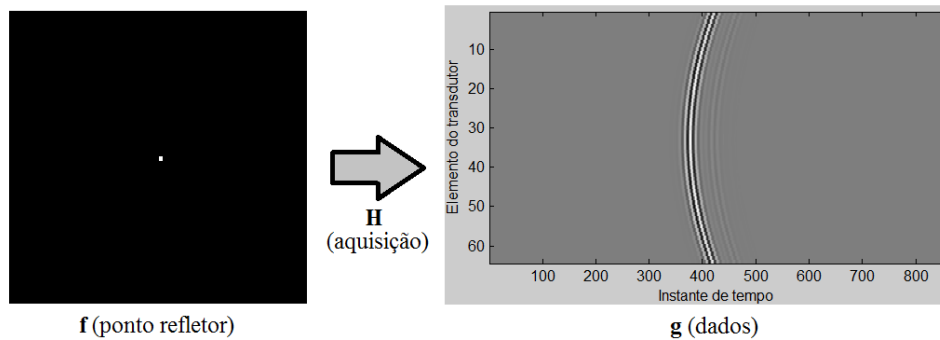 10
20
30
40
50
60
Elemento do transdutor
100 200 300 400 500 600 700 800
Instante de tempo
H
(aquisição)
f (ponto refletor)
g (dados)